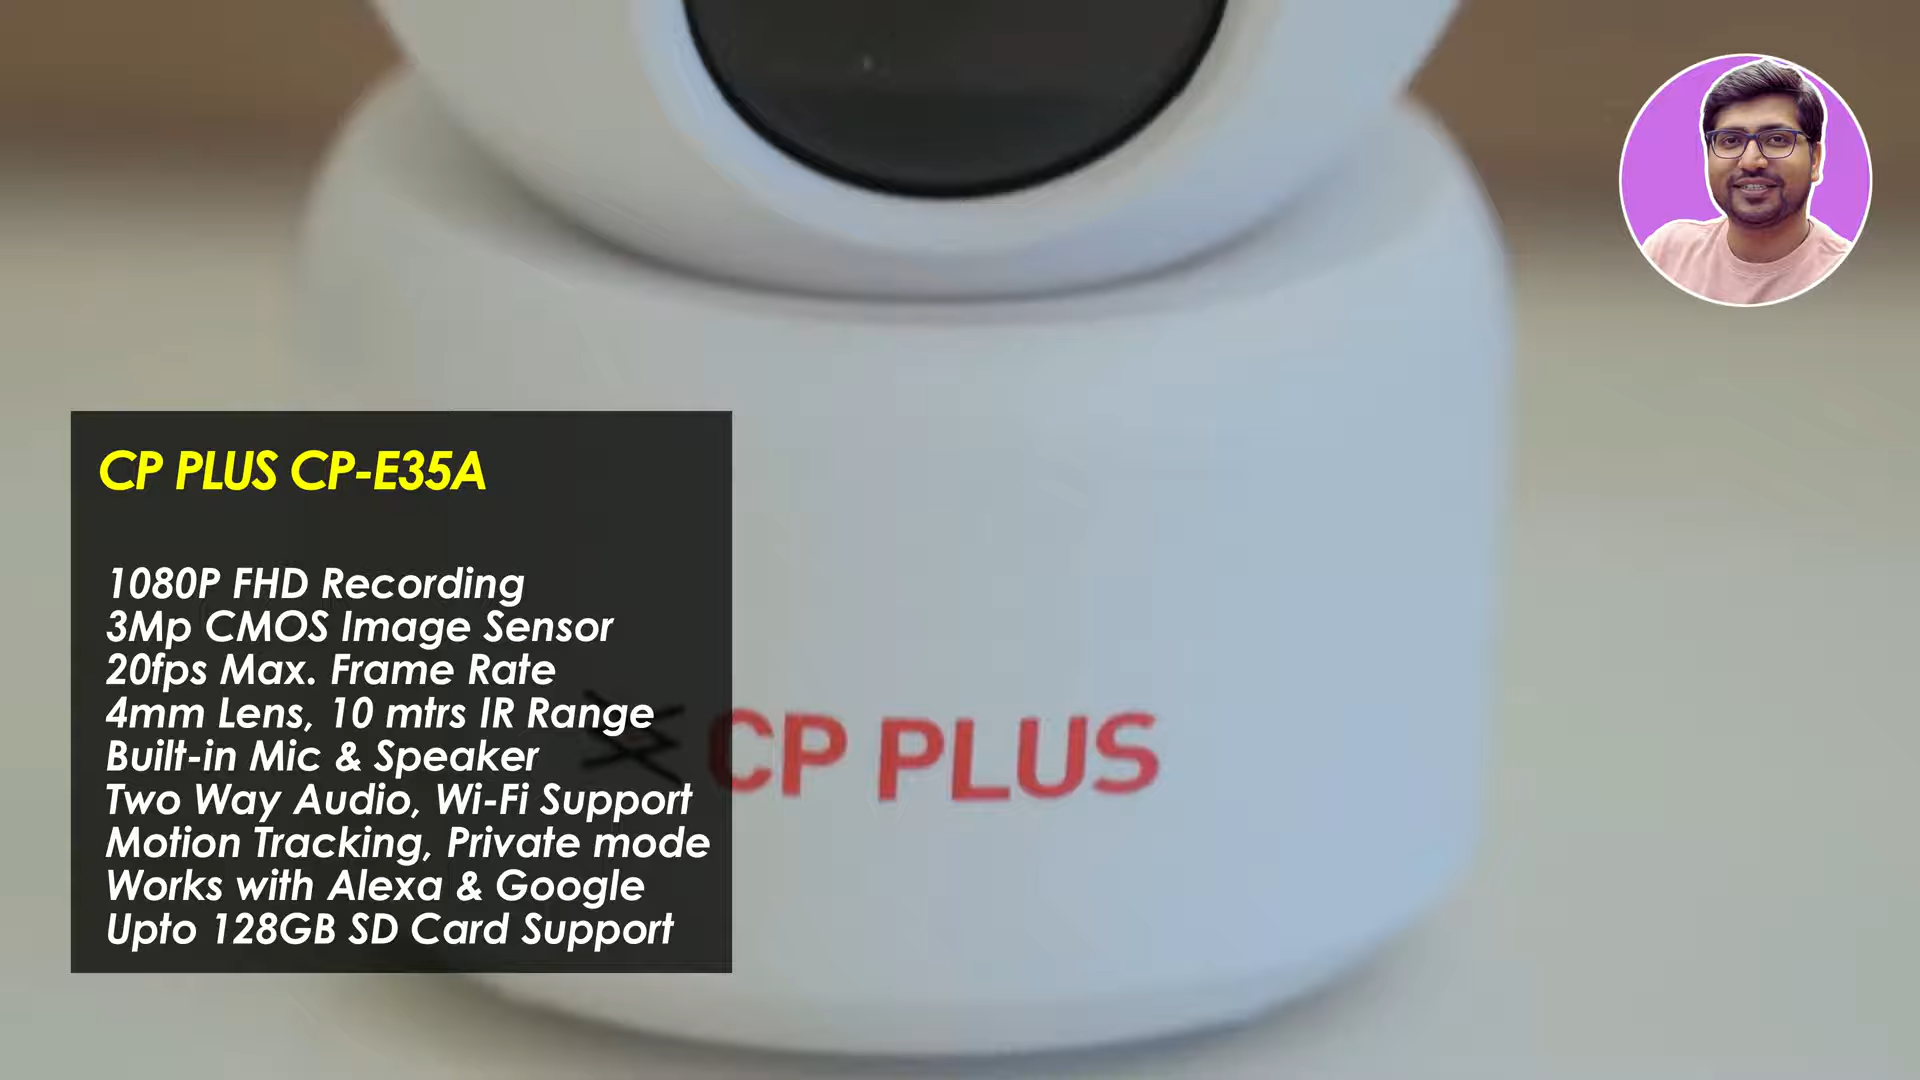 CP PLUS CP-E35A
1080P FHD Recording
3Mp CMOS Image Sensor
20fps Max. Frame Rate
4mm Lens, 10 mtrs IR Range
Built-in Mic & Speaker
Two Way Audio, Wi-Fi Support
Motion Tracking, Private mode
Works with Alexa & Google
Upto 128GB SD Card Support
CP PLUS